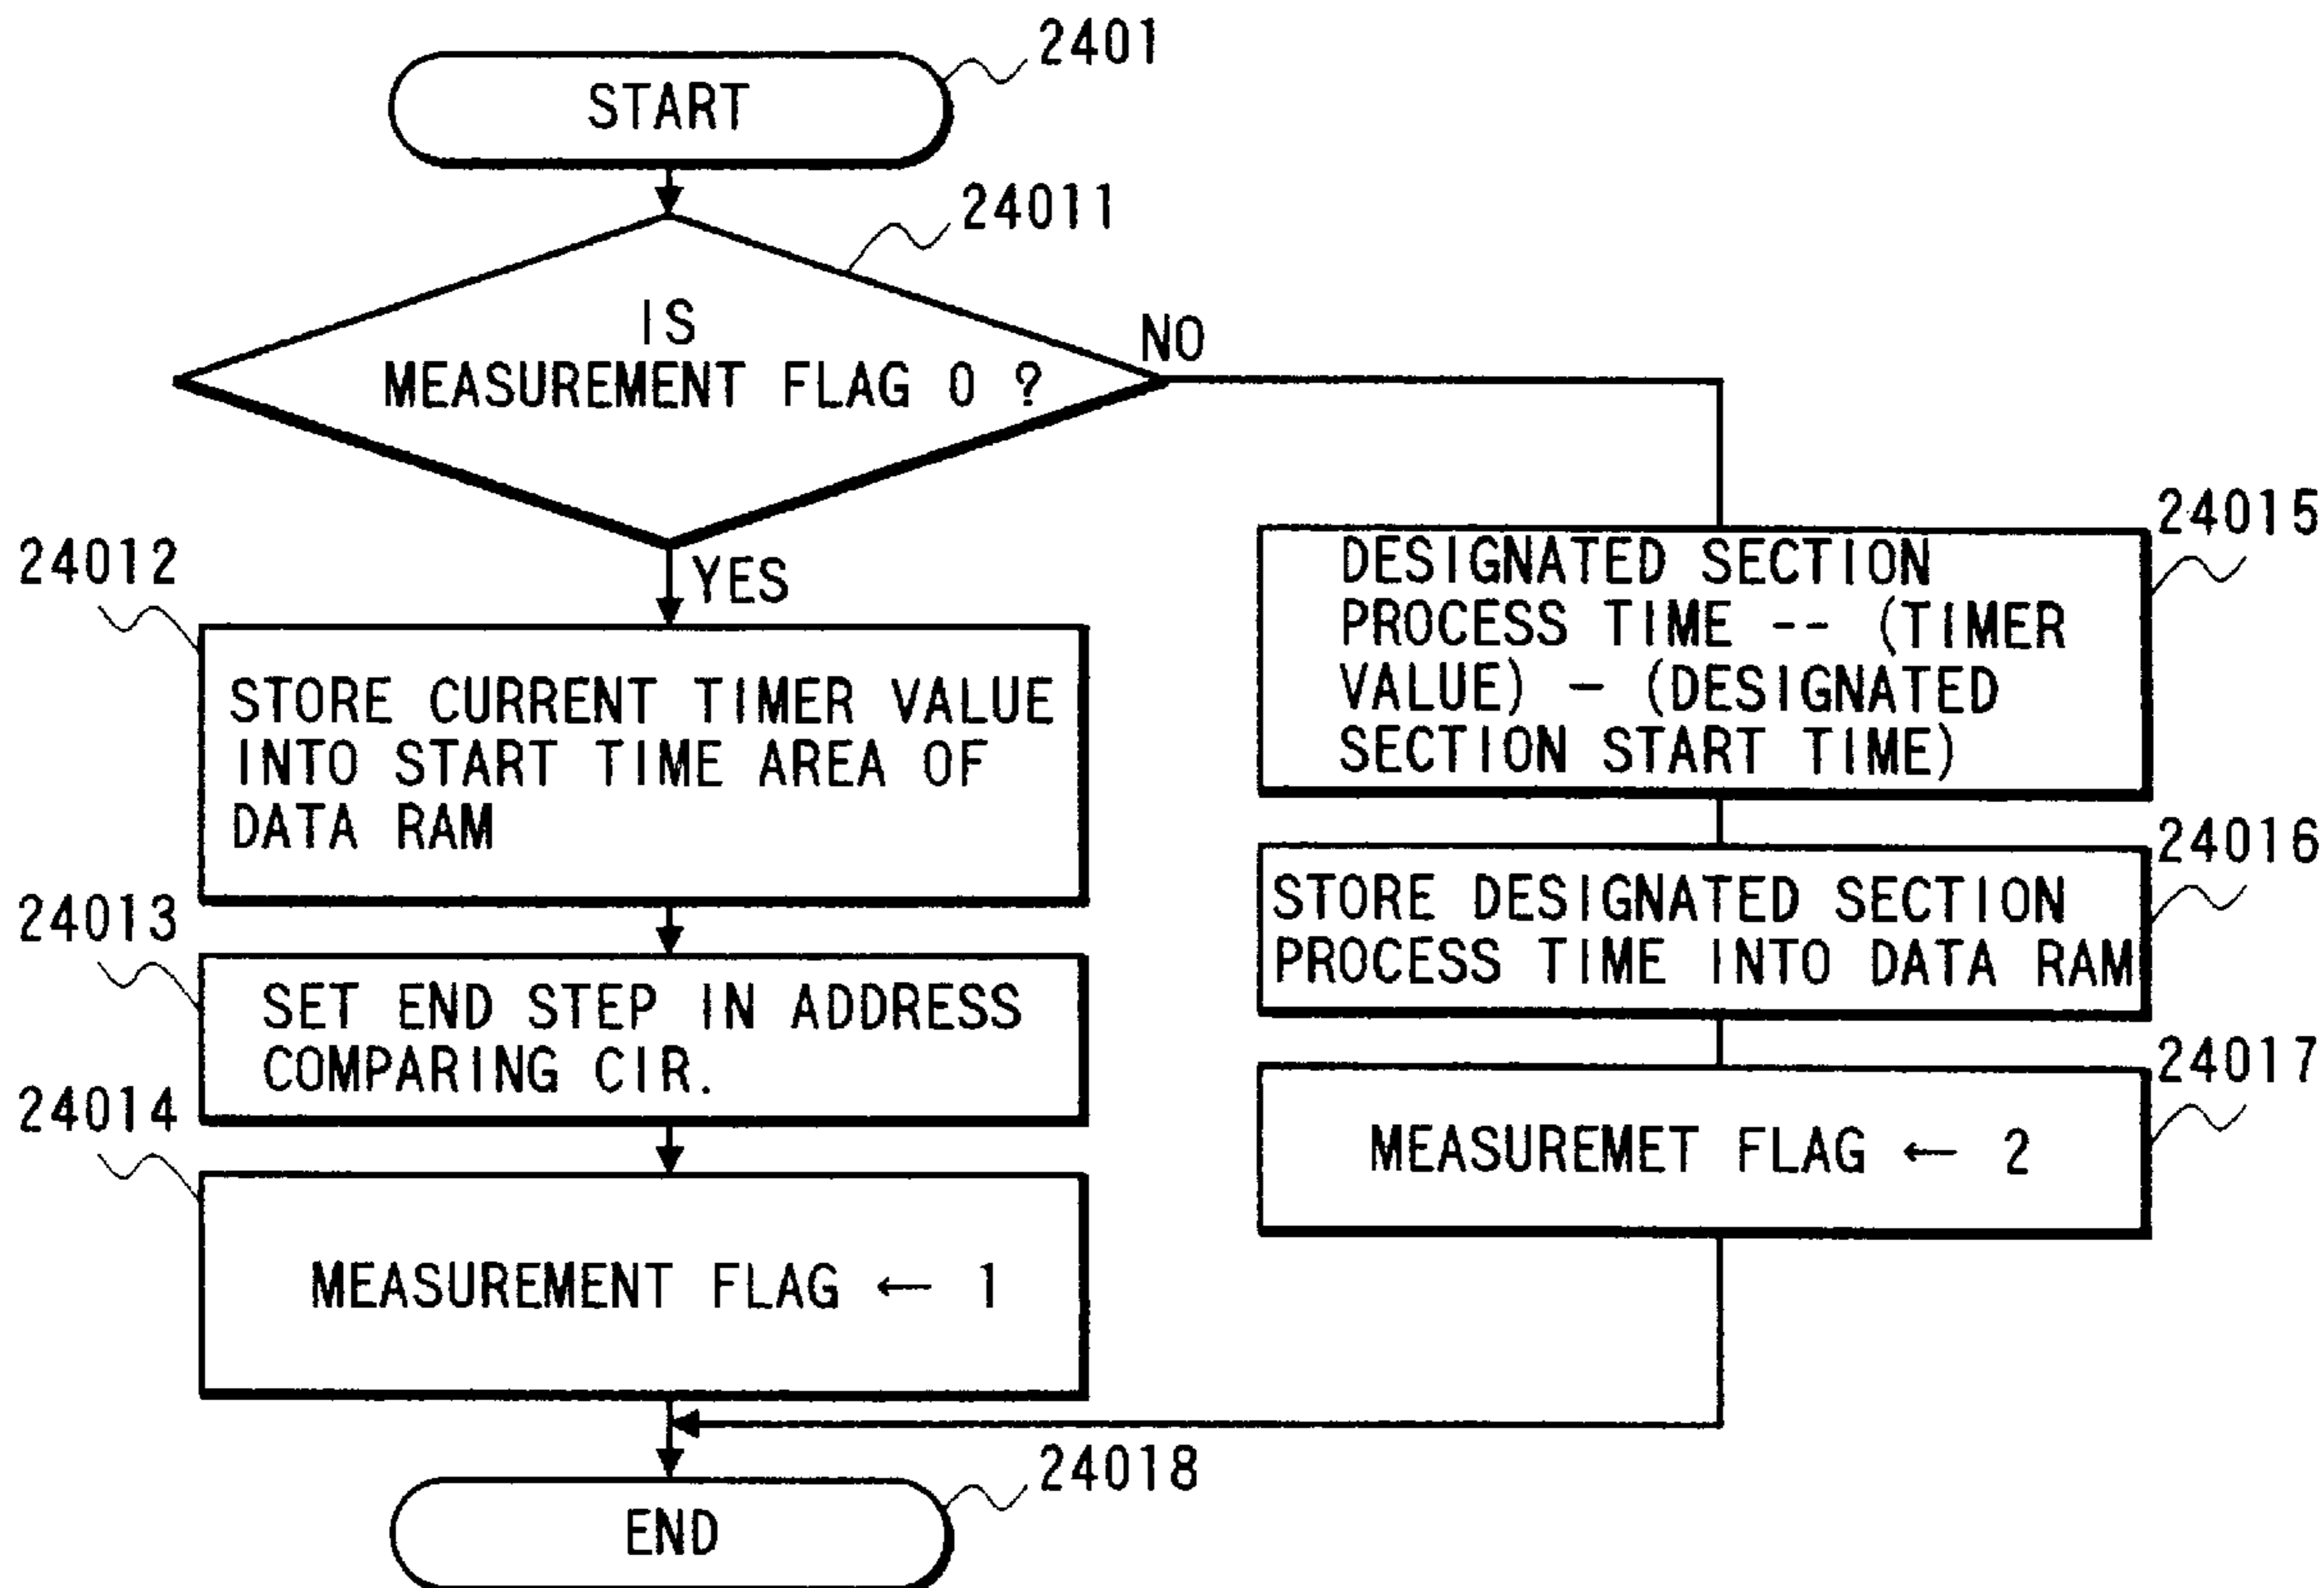 2401
START
24011
IS
MEASUREMENT FLAG 0 ?
NO
YES
24012
STORE CURRENT TIMER VALUE
INTO START TIME AREA OF
DATA RAM
24013
SET END STEP IN ADDRESS
COMPARING CIR.
24014
MEASUREMENT FLAG ← 1
24015
DESIGNATED SECTION
PROCESS TIME -- (TIMER
VALUE) - (DESIGNATED
SECTION START TIME)
24016
STORE DESIGNATED SECTION
PROCESS TIME INTO DATA RAM
24017
MEASUREMET FLAG ← 2
24018
END